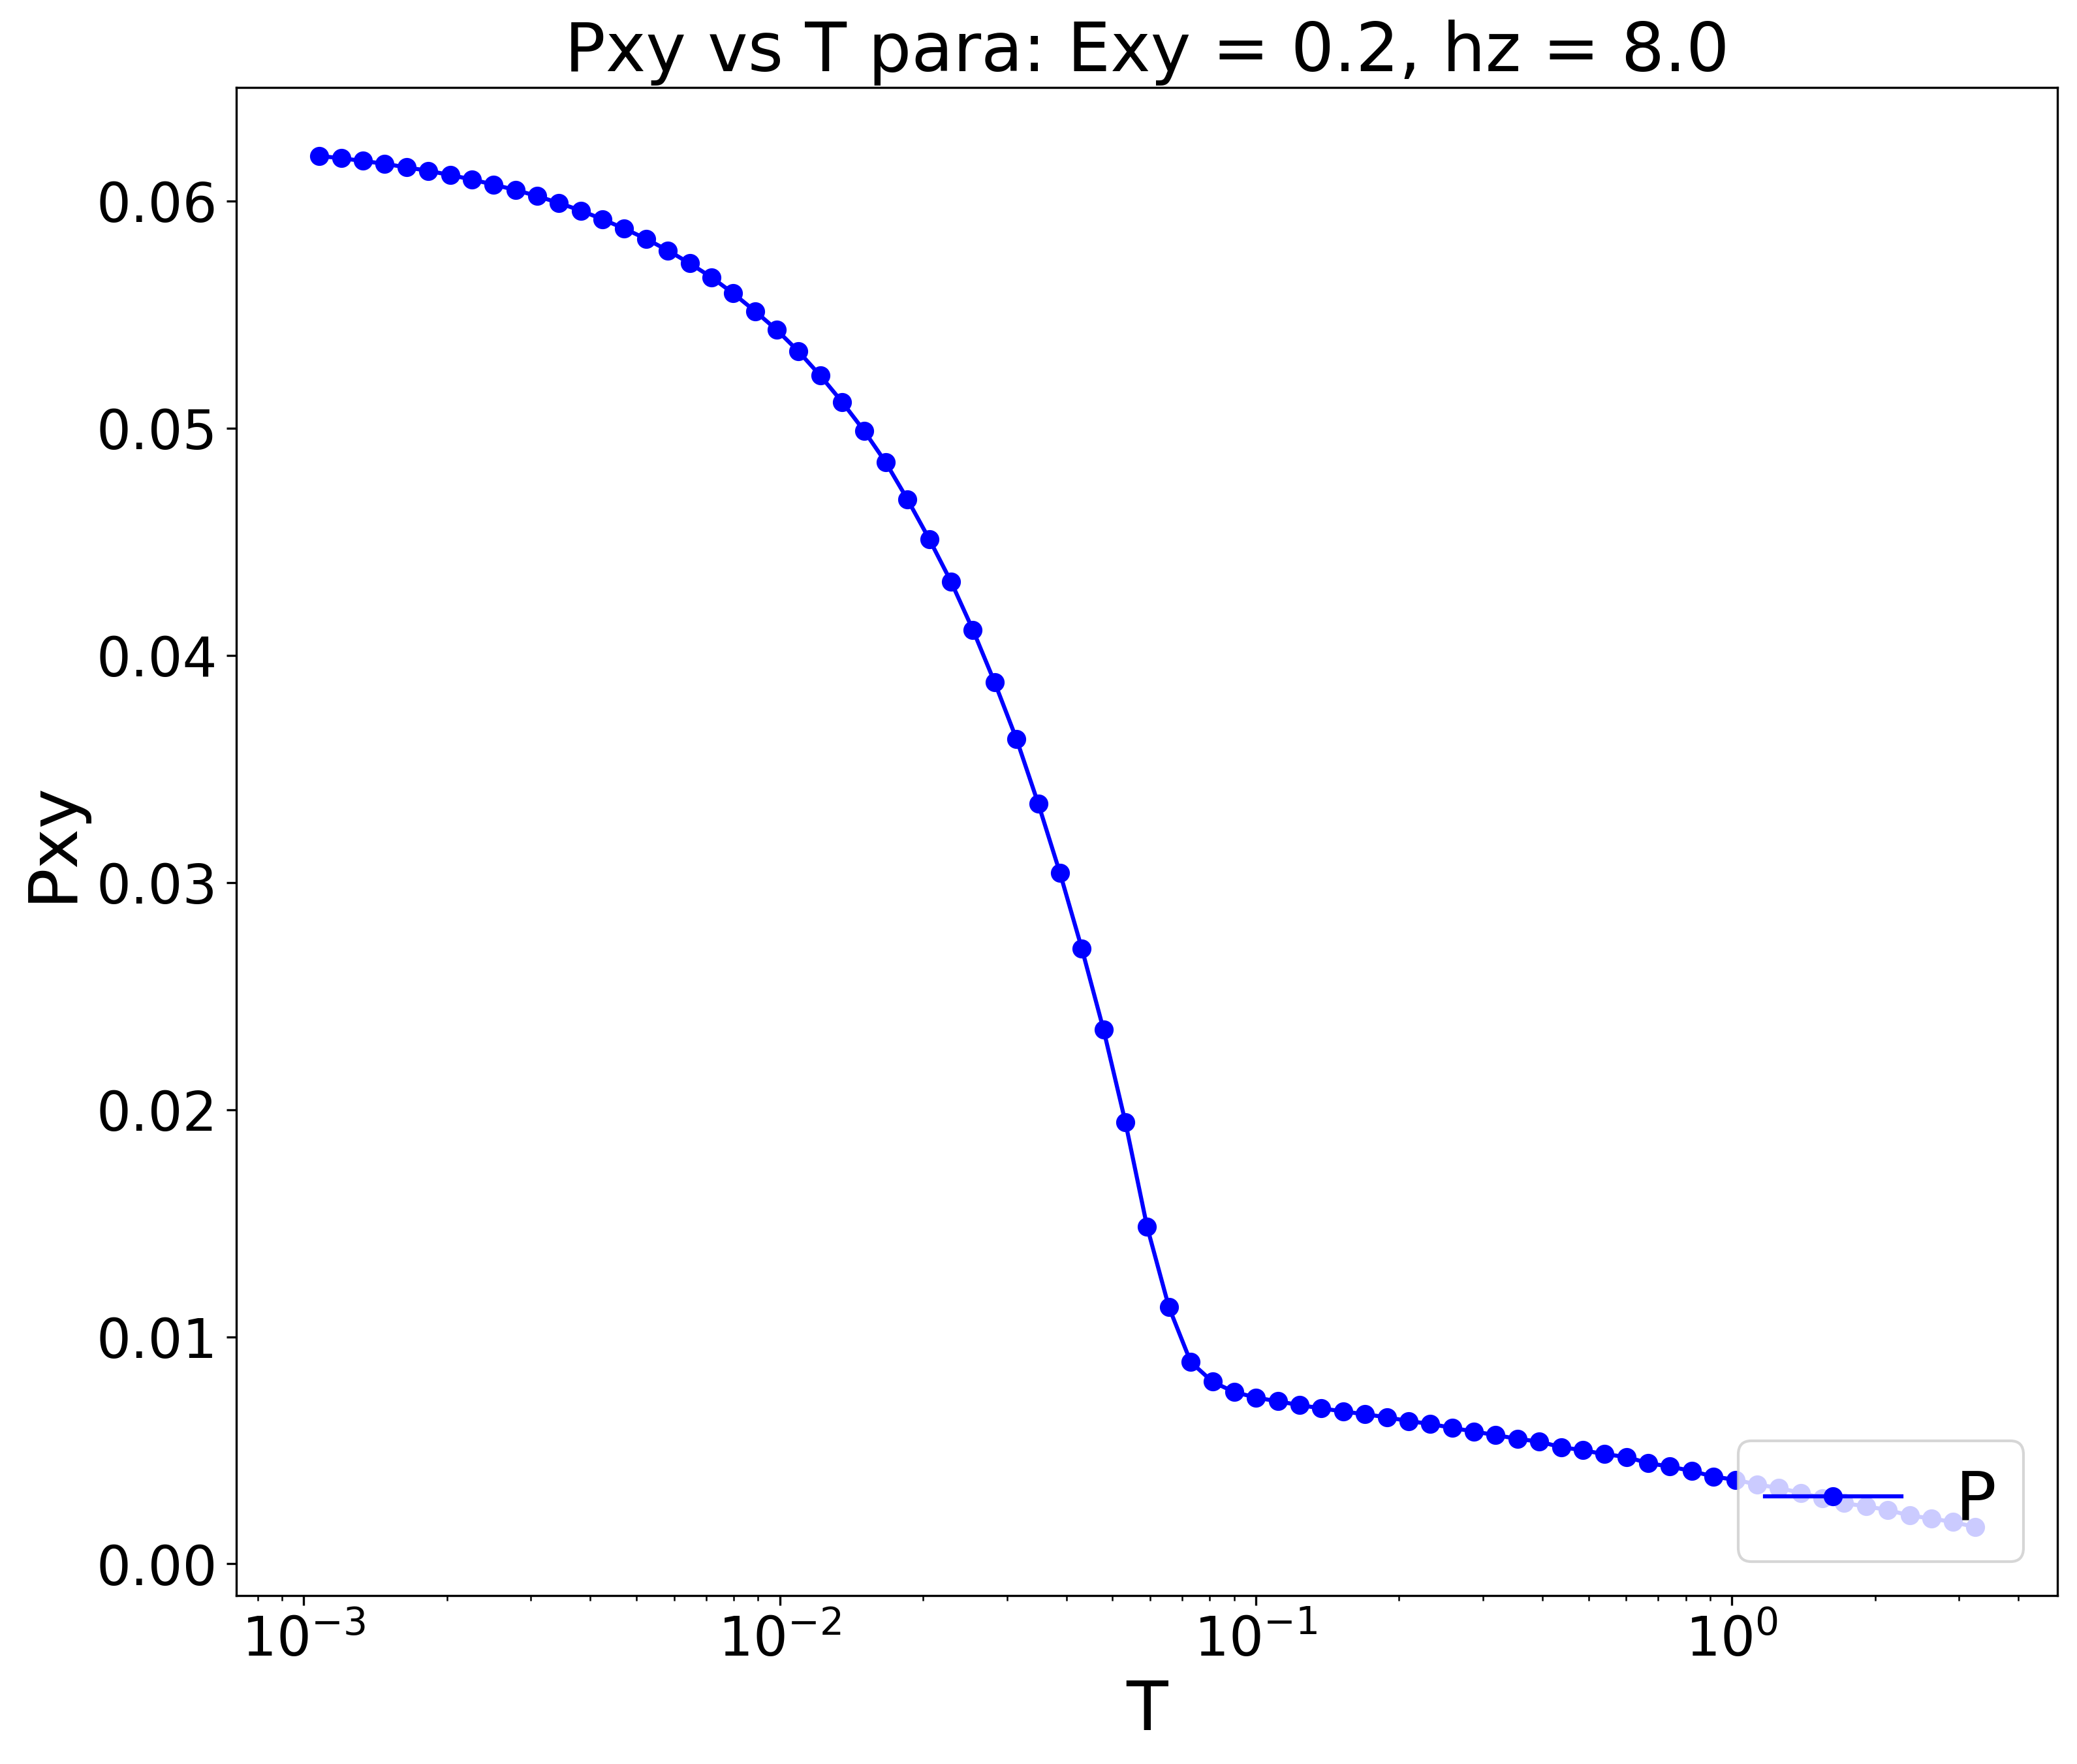 Pxy vs T para: Exy = 0.2, hz = 8.0
Pxy
0.06
0.05
0.04
0.03
0.02
0.01
0.00
P
10⁻³ 10⁻² 10⁻¹ 10⁰
T